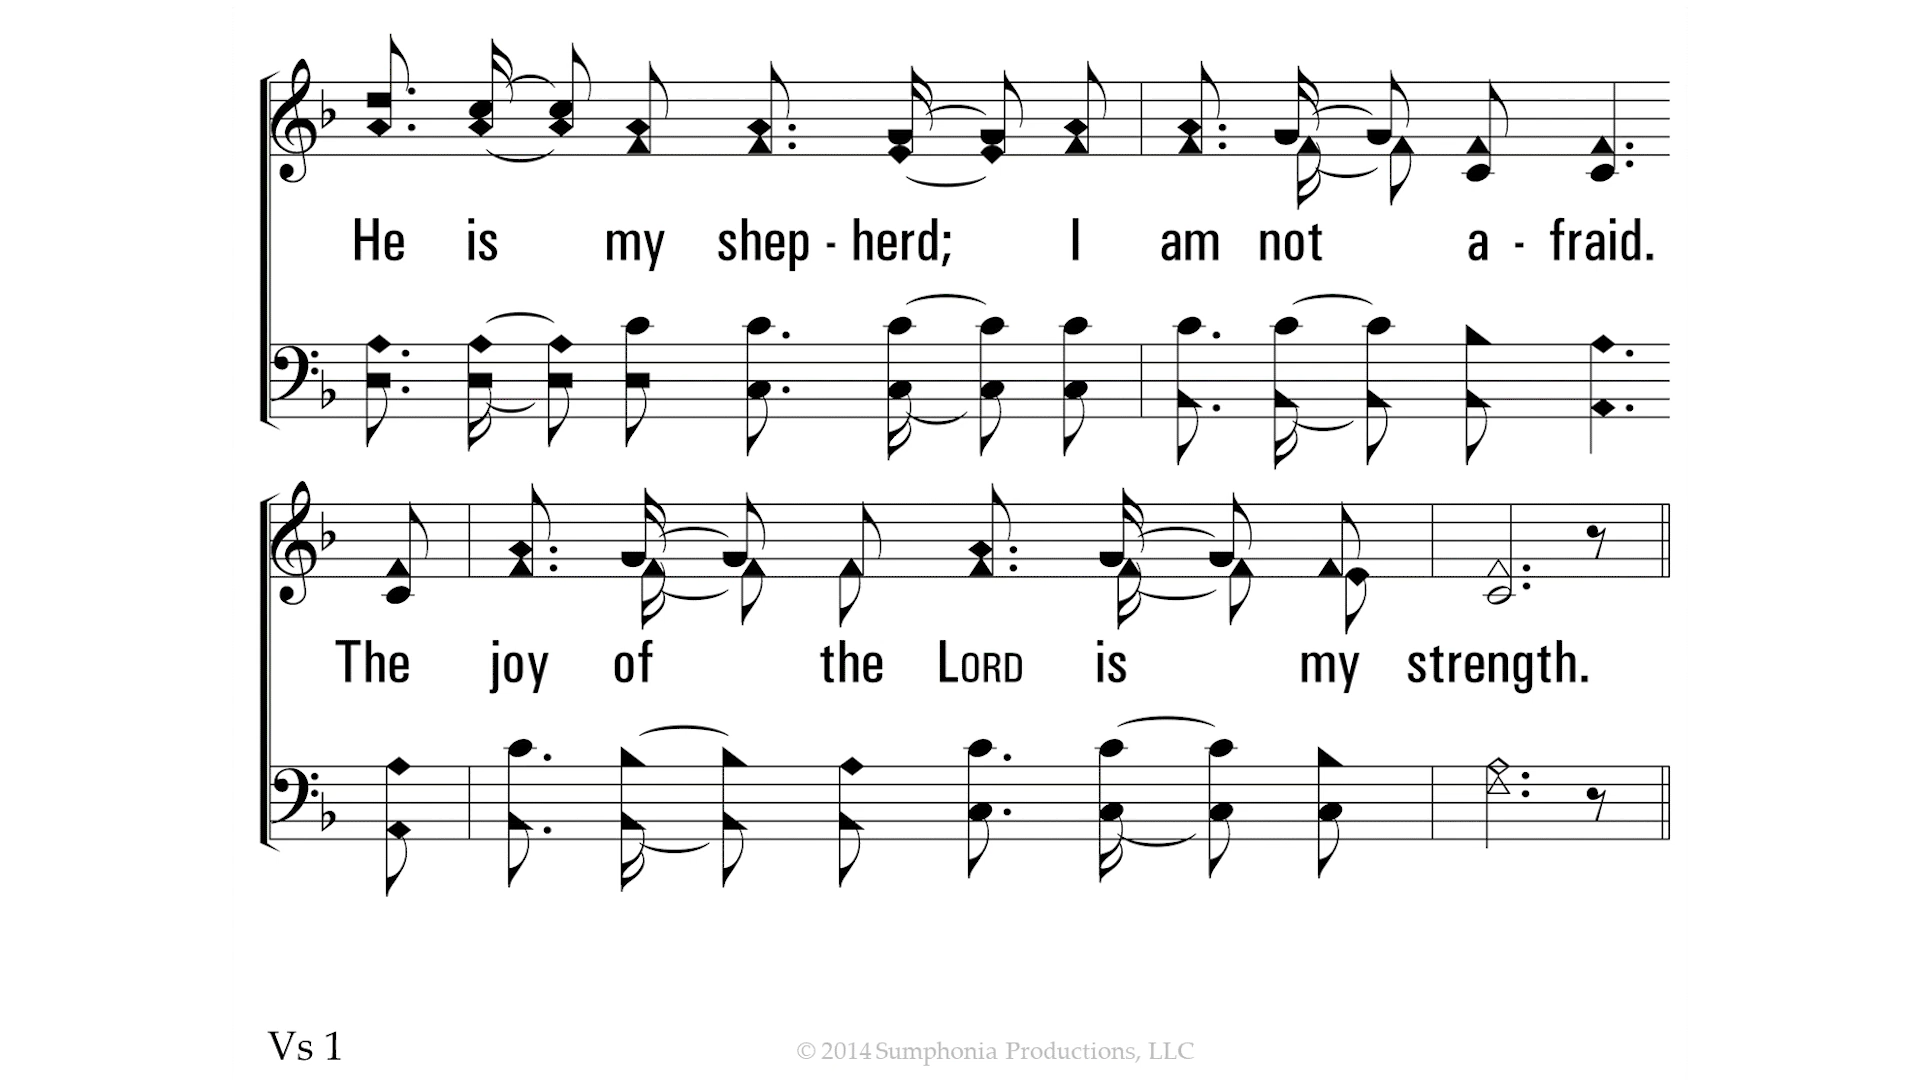 He is my shep - herd; I am not a - fraid.
The joy of the LORD is my strength.
Vs 1
© 2014 Sumphonia Productions, LLC